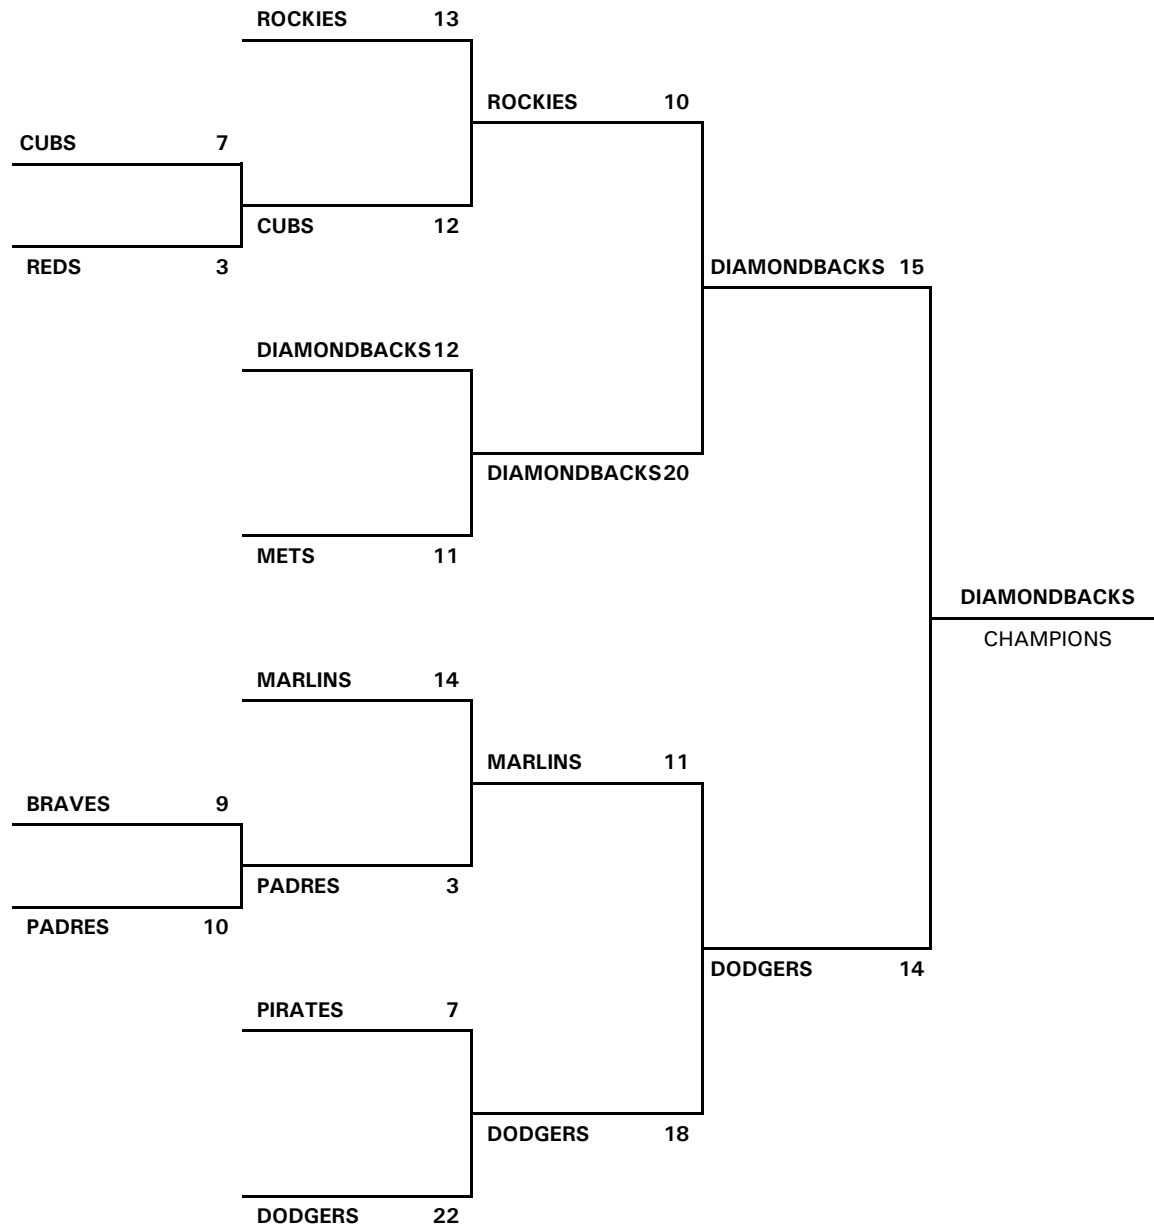 ROCKIES 13
ROCKIES 10
CUBS 7
CUBS 12
REDS 3
DIAMONDBACKS 15
DIAMONDBACKS 12
DIAMONDBACKS 20
METS 11
DIAMONDBACKS
CHAMPIONS
MARLINS 14
MARLINS 11
BRAVES 9
PADRES 3
PADRES 10
DODGERS 14
PIRATES 7
DODGERS 18
DODGERS 22